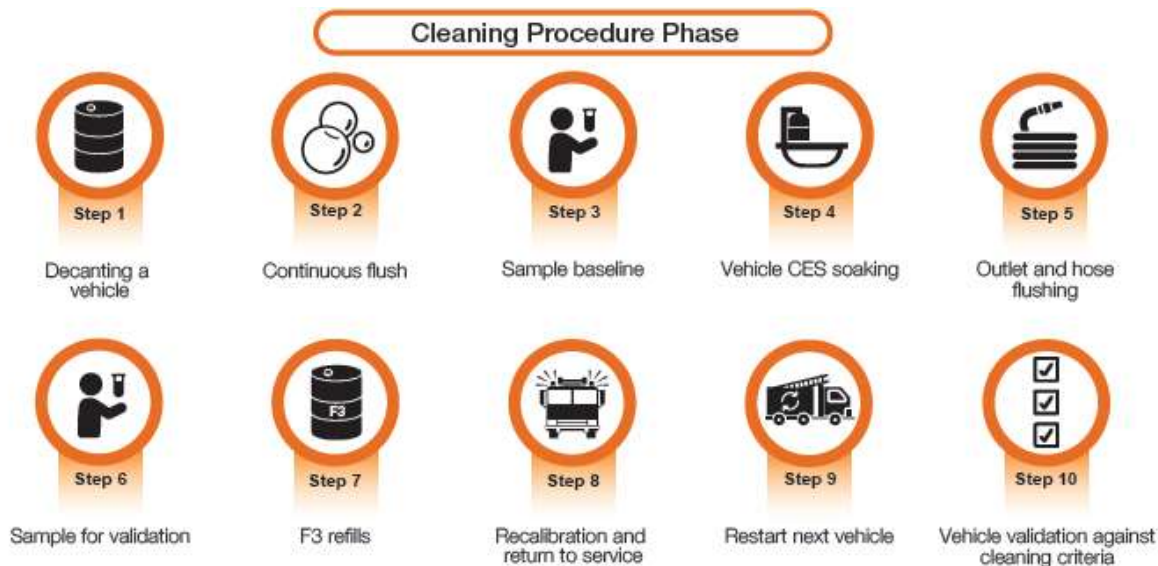 Cleaning Procedure Phase
Step 1
Decanting a
vehicle
Step 2
Continuous flush
Step 3
Sample baseline
Step 4
Vehicle CES soaking
Step 5
Outlet and hose
flushing
Step 6
Sample for validation
F3
Step 7
F3 refills
Step 8
Recalibration and
return to service
Step 9
Restart next vehicle
Step 10
Vehicle validation against
cleaning criteria